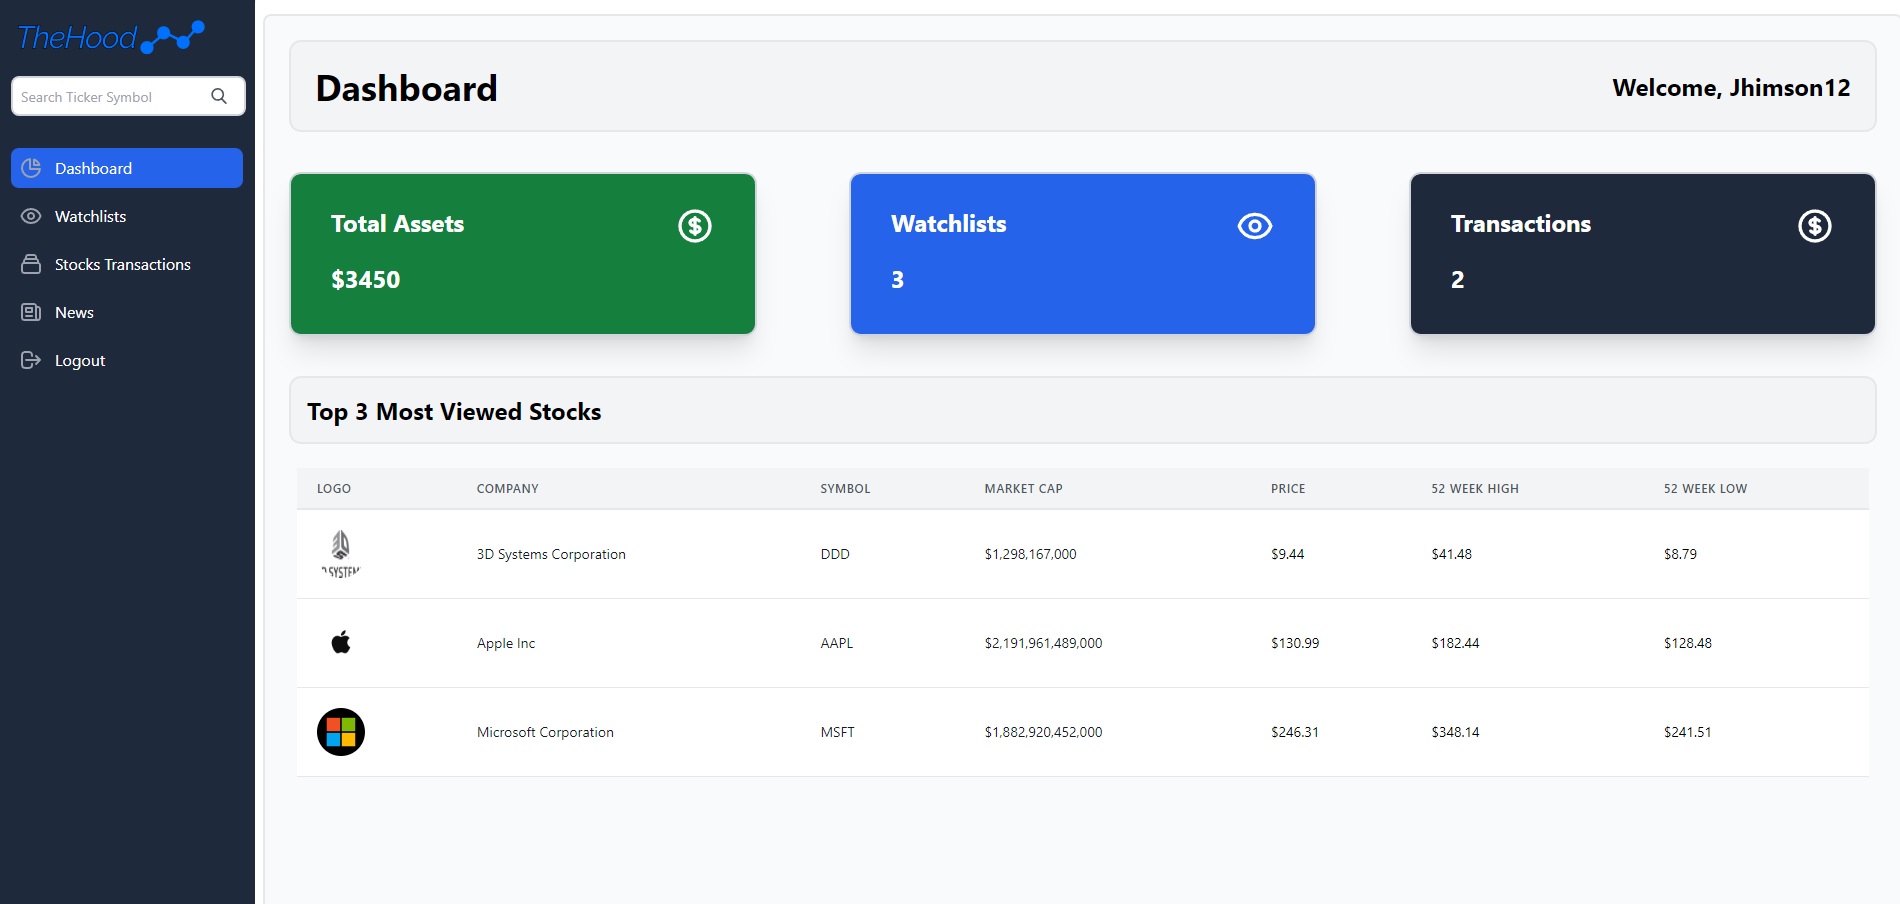 TheHood
Search Ticker Symbol
Dashboard
Watchlists
Stocks Transactions
News
Logout
Dashboard
Welcome, Jhimson12
Total Assets
$3450
Watchlists
3
Transactions
2
Top 3 Most Viewed Stocks
LOGO COMPANY SYMBOL MARKET CAP PRICE 52 WEEK HIGH 52 WEEK LOW
3D Systems Corporation DDD $1,298,167,000 $9.44 $41.48 $8.79
Apple Inc AAPL $2,191,961,489,000 $130.99 $182.44 $128.48
Microsoft Corporation MSFT $1,882,920,452,000 $246.31 $348.14 $241.51